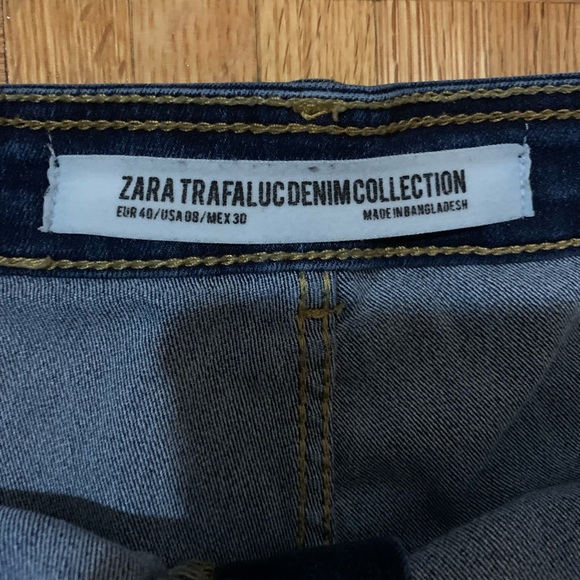 ZARA TRAFALUC DENIM COLLECTION
EUR 40/USA 08/MEX 30
MADE IN BANGLADESH